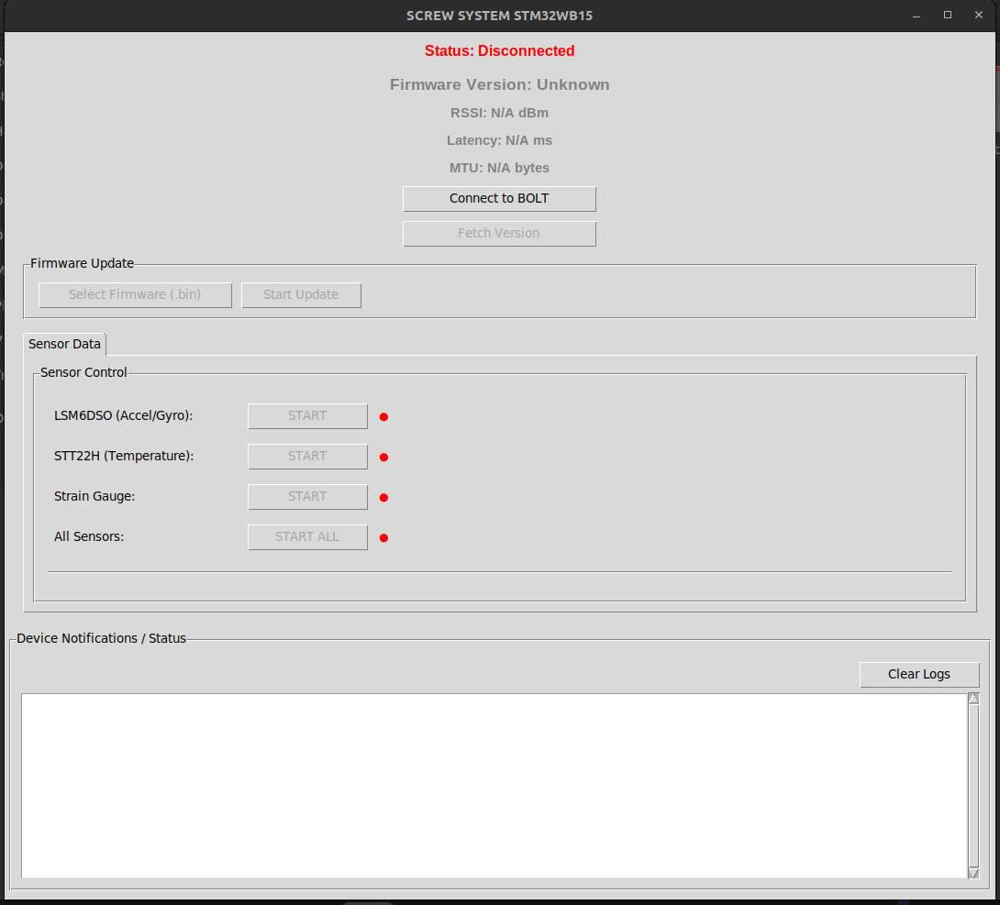 SCREW SYSTEM STM32WB15
Status: Disconnected
Firmware Version: Unknown
RSSI: N/A dBm
Latency: N/A ms
MTU: N/A bytes
Connect to BOLT
Fetch Version
Firmware Update
Select Firmware (.bin) Start Update
Sensor Data
Sensor Control
LSM6DSO (Accel/Gyro): START
STT22H (Temperature): START
Strain Gauge: START
All Sensors: START ALL
Device Notifications / Status
Clear Logs